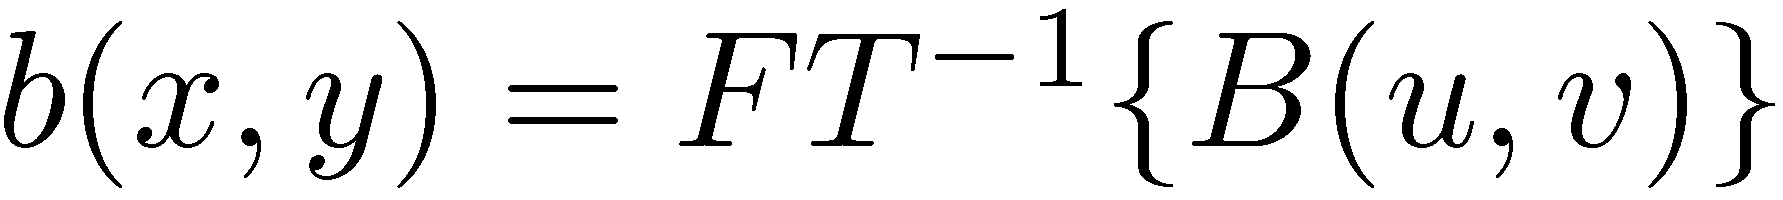 b(x, y) = FT⁻¹{B(u, v)}